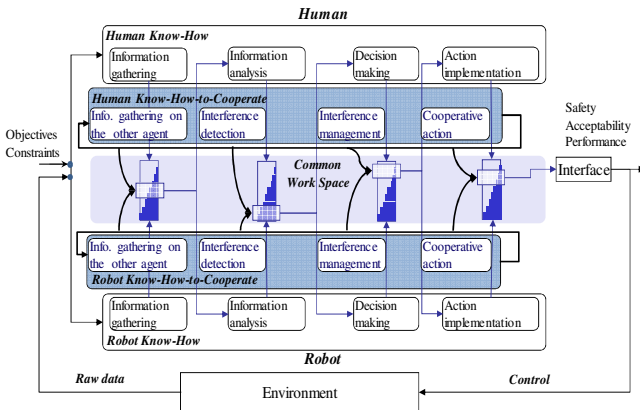 Human
Human Know-How
Information
gathering
Information
analysis
Decision
making
Action
implementation
Human Know-How-to-Cooperate
Info. gathering on
the other agent
Interference
detection
Interference
management
Cooperative
action
Objectives
Constraints
Common
Work Space
Safety
Acceptability
Performance
Interface
Info. gathering on
the other agent
Interference
detection
Interference
management
Cooperative
action
Robot Know-How-to-Cooperate
Information
gathering
Information
analysis
Decision
making
Action
implementation
Robot Know-How
Robot
Raw data
Environment
Control